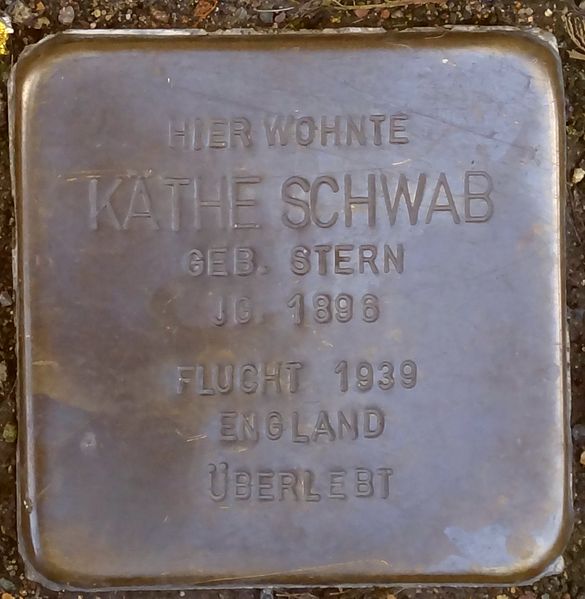 HIER WOHNTE
KÄTHE SCHWAB
GEB. STERN
JG. 1896
FLUCHT 1939
ENGLAND
ÜBERLEBT